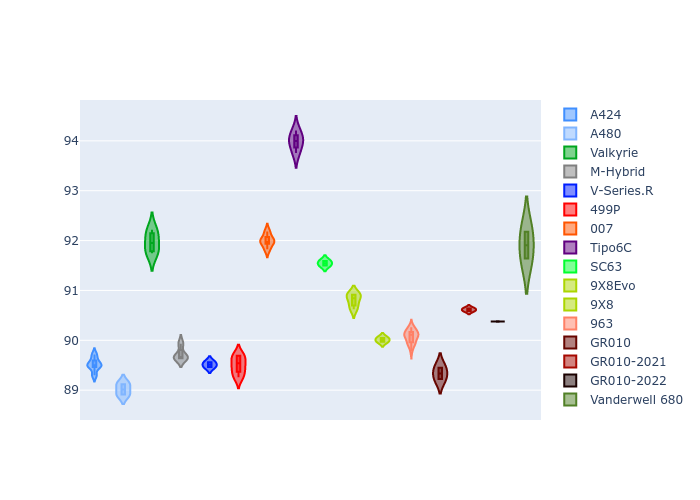 94
93
92
91
90
89
A424
A480
Valkyrie
M-Hybrid
V-Series.R
499P
007
Tipo6C
SC63
9X8Evo
9X8
963
GR010
GR010-2021
GR010-2022
Vanderwell 680